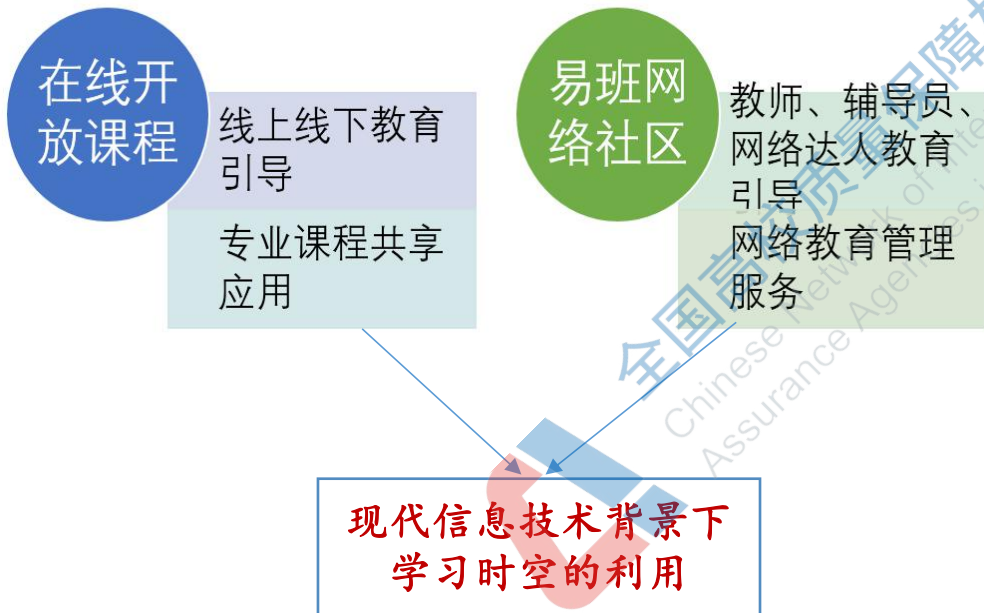 在线开
放课程
线上线下教育
引导
专业课程共享
应用
易班网
络社区
教师、辅导员、
网络达人教育
引导
网络教育管理
服务
现代信息技术背景下
学习时空的利用
全国高校质量保障
Chinese Network of
Assurance Agencies